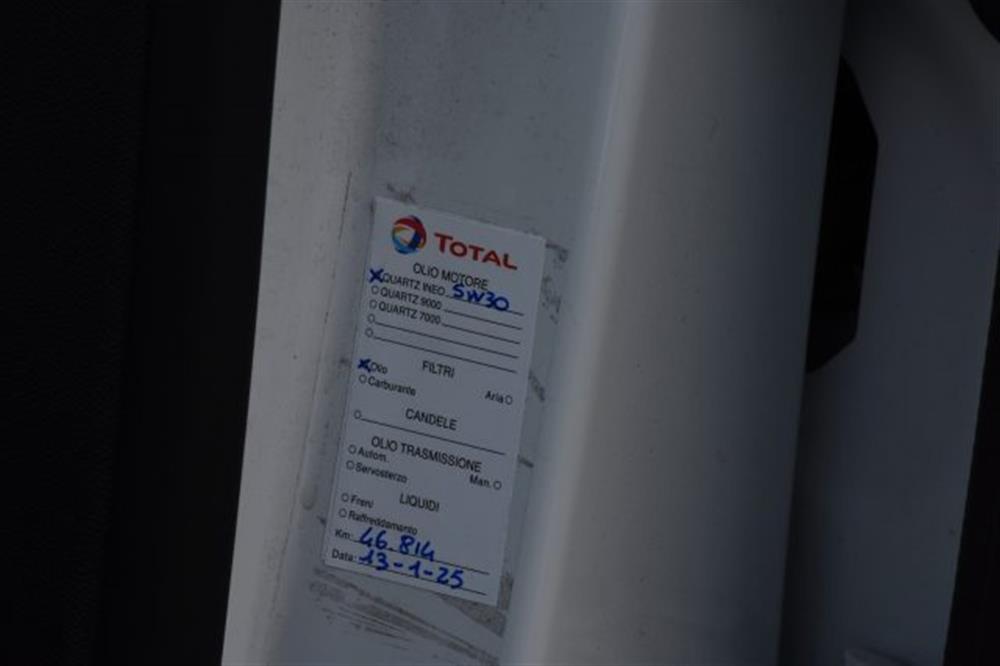 TOTAL
OLIO MOTORE
QUARTZ INEO 5W30
QUARTZ 9000
QUARTZ 7000
FILTRI
Olio
Carburante Aria
CANDELE
OLIO TRASMISSIONE
Autom. Man.
Servosterzo
LIQUIDI
Freni
Raffreddamento
Km: 46.814
Data: 13-1-25